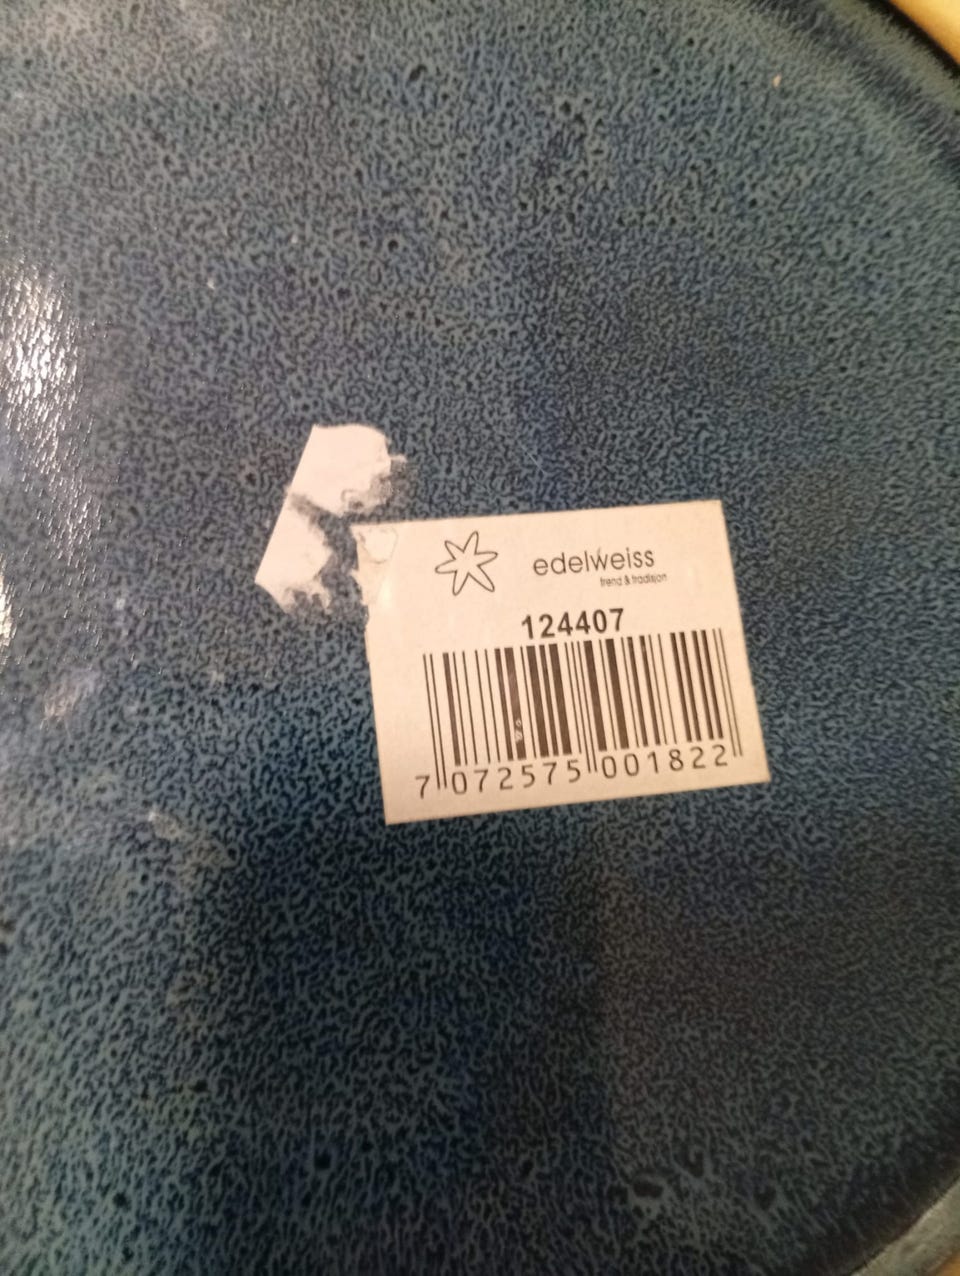 edelweiss
trend & tradisjon
124407
7 072575 001822